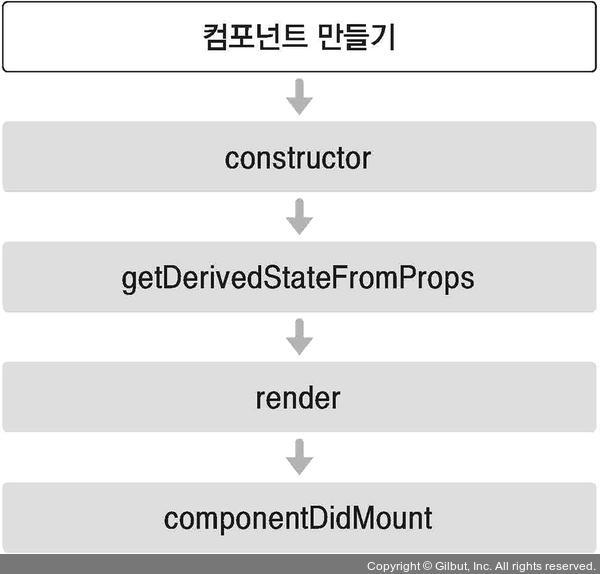 컴포넌트 만들기
constructor
getDerivedStateFromProps
render
componentDidMount
Copyright © Gilbut, Inc. All rights reserved.